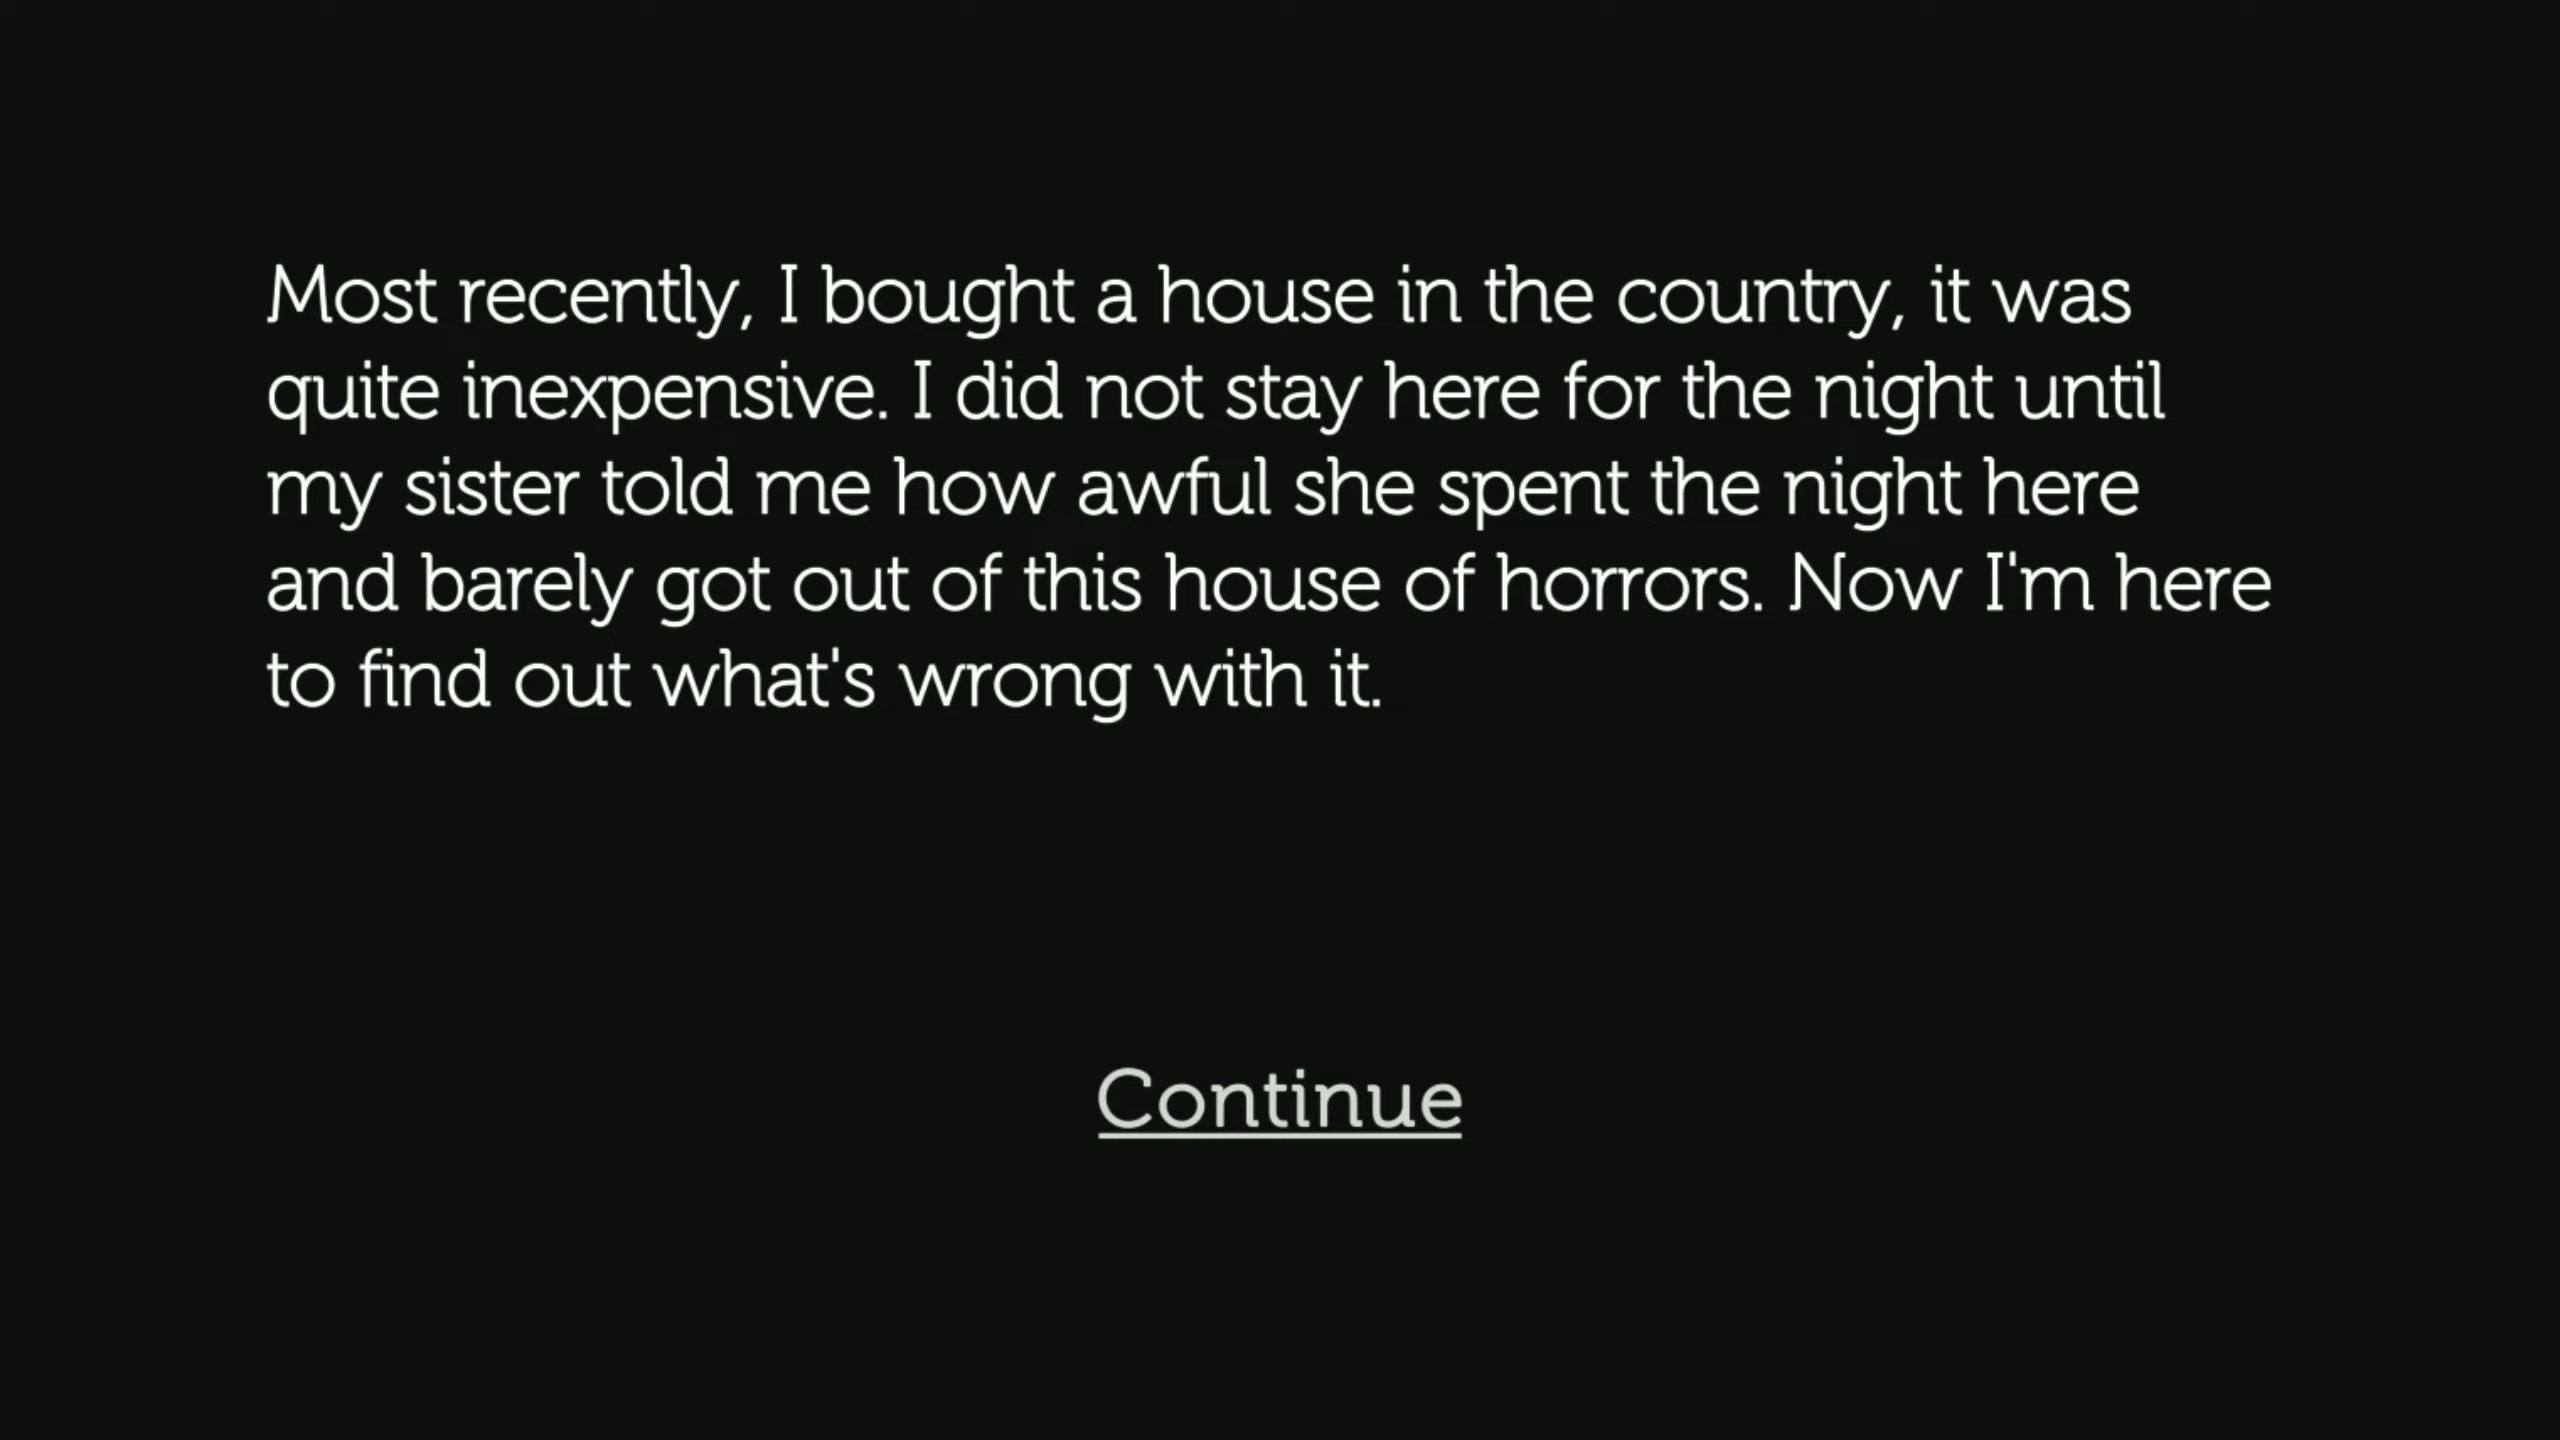 Most recently, I bought a house in the country, it was
quite inexpensive. I did not stay here for the night until
my sister told me how awful she spent the night here
and barely got out of this house of horrors. Now I'm here
to find out what's wrong with it.
Continue